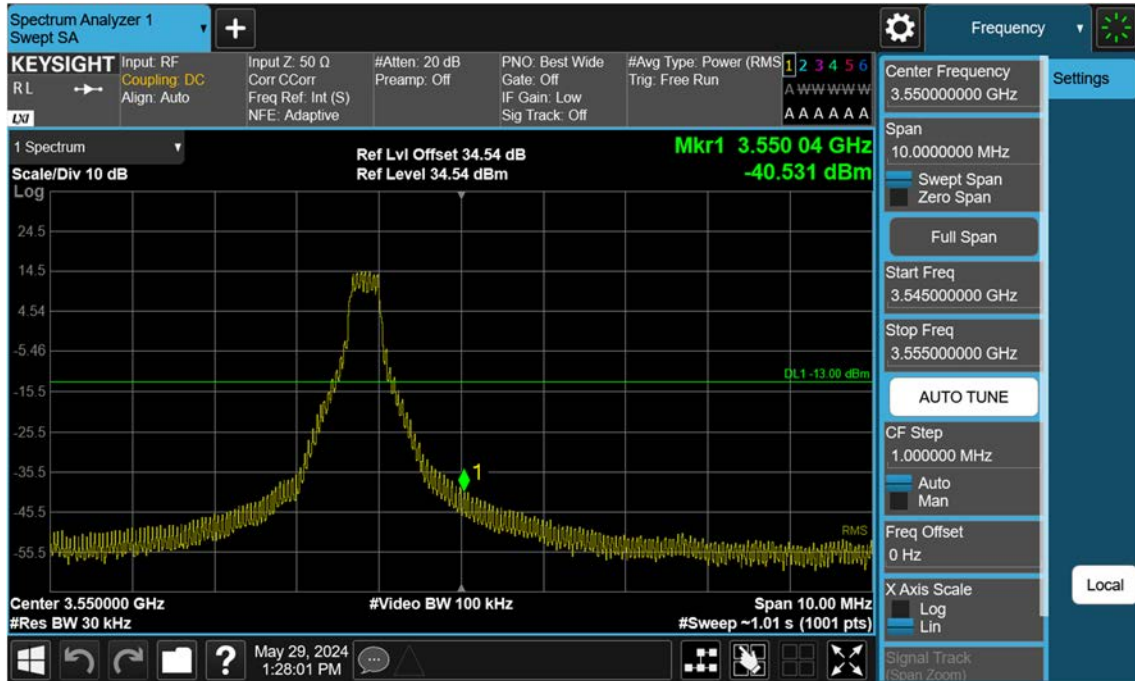 Spectrum Analyzer 1
Swept SA
Frequency
KEYSIGHT
R L
LXI
Input: RF
Coupling: DC
Align: Auto
Input Z: 50 Ω
Corr CCorr
Freq Ref: Int (S)
NFE: Adaptive
#Atten: 20 dB
Preamp: Off
PNO: Best Wide
Gate: Off
IF Gain: Low
Sig Track: Off
#Avg Type: Power (RMS
Trig: Free Run
1 2 3 4 5 6
A W W W W W
A A A A A A
1 Spectrum
Scale/Div 10 dB
Ref Lvl Offset 34.54 dB
Ref Level 34.54 dBm
Mkr1 3.550 04 GHz
-40.531 dBm
Log
24.5
14.5
4.54
-5.46
-15.5
-25.5
-35.5
-45.5
-55.5
DL1 -13.00 dBm
1
RMS
Center 3.550000 GHz
#Res BW 30 kHz
#Video BW 100 kHz
Span 10.00 MHz
#Sweep ~1.01 s (1001 pts)
Center Frequency
3.550000000 GHz
Span
10.0000000 MHz
Swept Span
Zero Span
Full Span
Start Freq
3.545000000 GHz
Stop Freq
3.555000000 GHz
AUTO TUNE
CF Step
1.000000 MHz
Auto
Man
Freq Offset
0 Hz
X Axis Scale
Log
Lin
Signal Track
(Span Zoom)
Settings
Local
?
May 29, 2024
1:28:01 PM